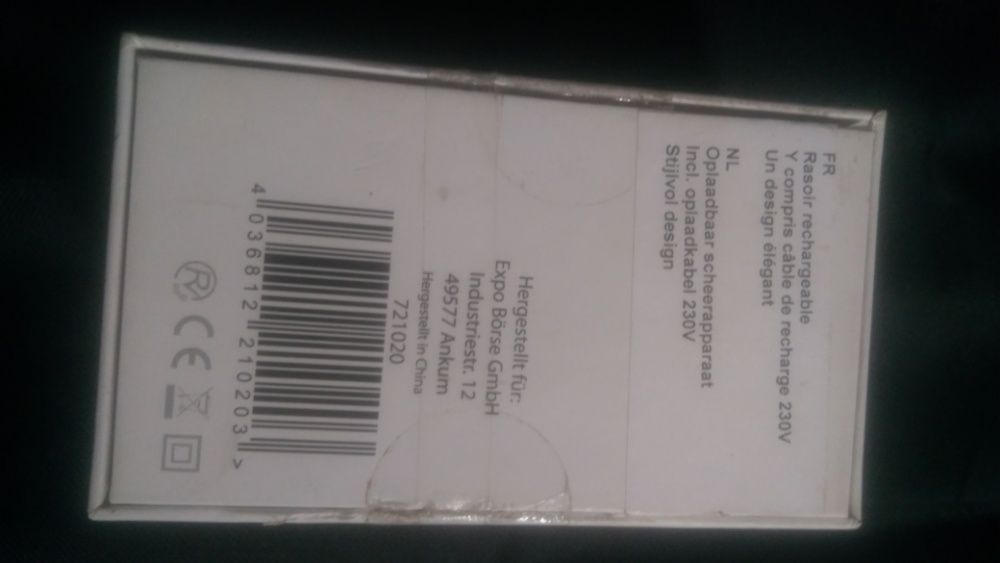 FR
Rasoir rechargeable
Y compris câble de recharge 230V
Un design élégant
NL
Oplaadbaar scheerapparaat
Incl. oplaadkabel 230V
Stijlvol design
Hergestellt für:
Expo Börse GmbH
Industriestr. 12
49577 Ankum
Hergestellt in China
721020
4 036812 210203 >
R CE